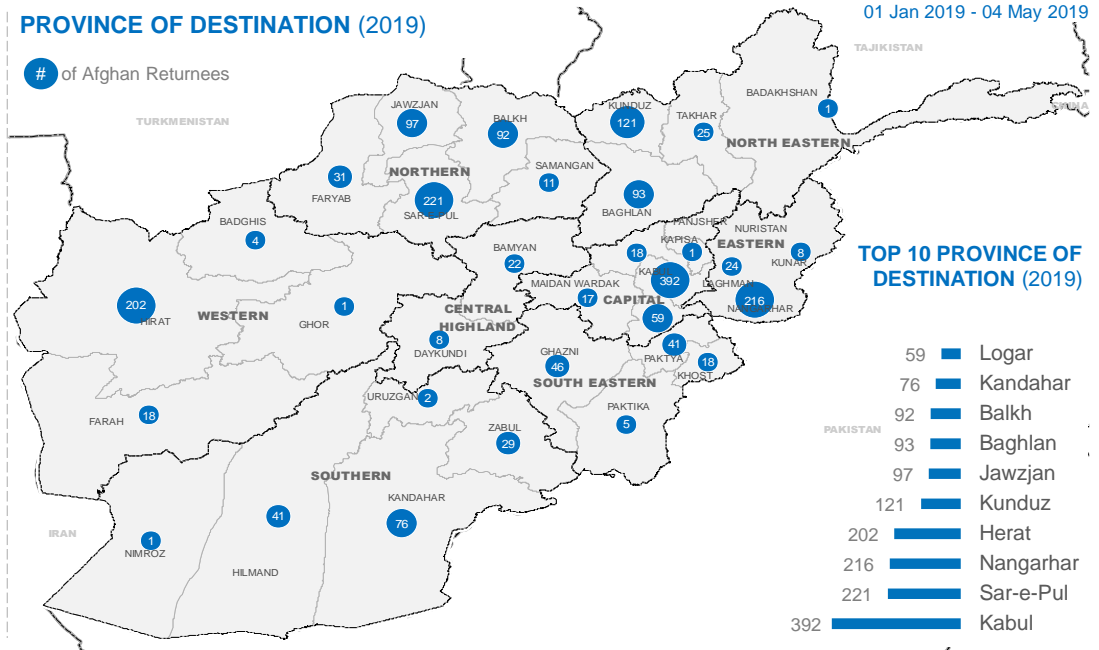 PROVINCE OF DESTINATION (2019)
01 Jan 2019 - 04 May 2019
# of Afghan Returnees
TAJIKISTAN
CHINA
TURKMENISTAN
JAWZJAN
97
BALKH
92
KUNDUZ
121
TAKHAR
25
BADAKHSHAN
1
NORTH EASTERN
31
FARYAB
NORTHERN
221
SAR-E-PUL
SAMANGAN
11
93
BAGHLAN
BADGHIS
4
BAMYAN
22
PANJSHER
KAPISA
18
1
KABUL
392
NURISTAN
EASTERN
8
KUNAR
24
LAGHMAN
216
NANGARHAR
202
HIRAT
WESTERN
1
GHOR
MAIDAN WARDAK
17
CAPITAL
59
CENTRAL
HIGHLAND
8
DAYKUNDI
GHAZNI
46
41
PAKTYA
18
KHOST
SOUTH EASTERN
URUZGAN
2
PAKTIKA
5
FARAH
18
ZABUL
29
SOUTHERN
KANDAHAR
76
41
HILMAND
1
NIMROZ
IRAN
PAKISTAN
TOP 10 PROVINCE OF
DESTINATION (2019)
59 Logar
76 Kandahar
92 Balkh
93 Baghlan
97 Jawzjan
121 Kunduz
202 Herat
216 Nangarhar
221 Sar-e-Pul
392 Kabul